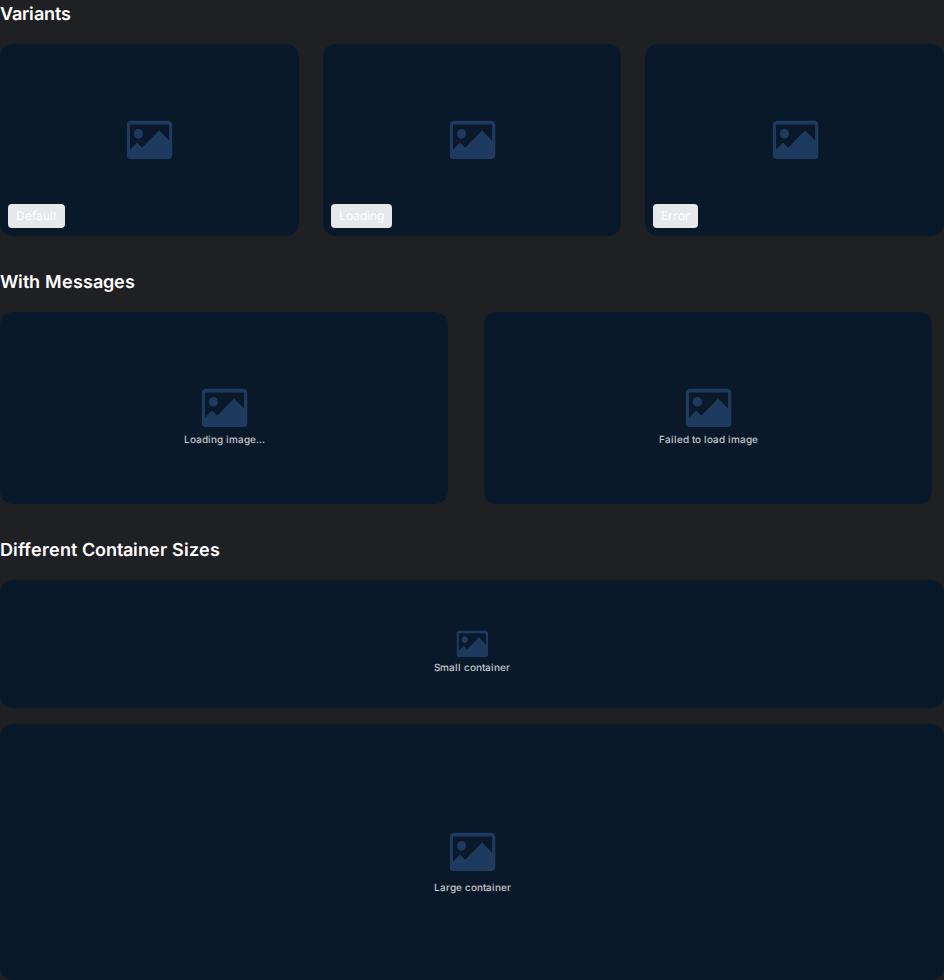 Variants
Default
Loading
Error
With Messages
Loading image...
Failed to load image
Different Container Sizes
Small container
Large container